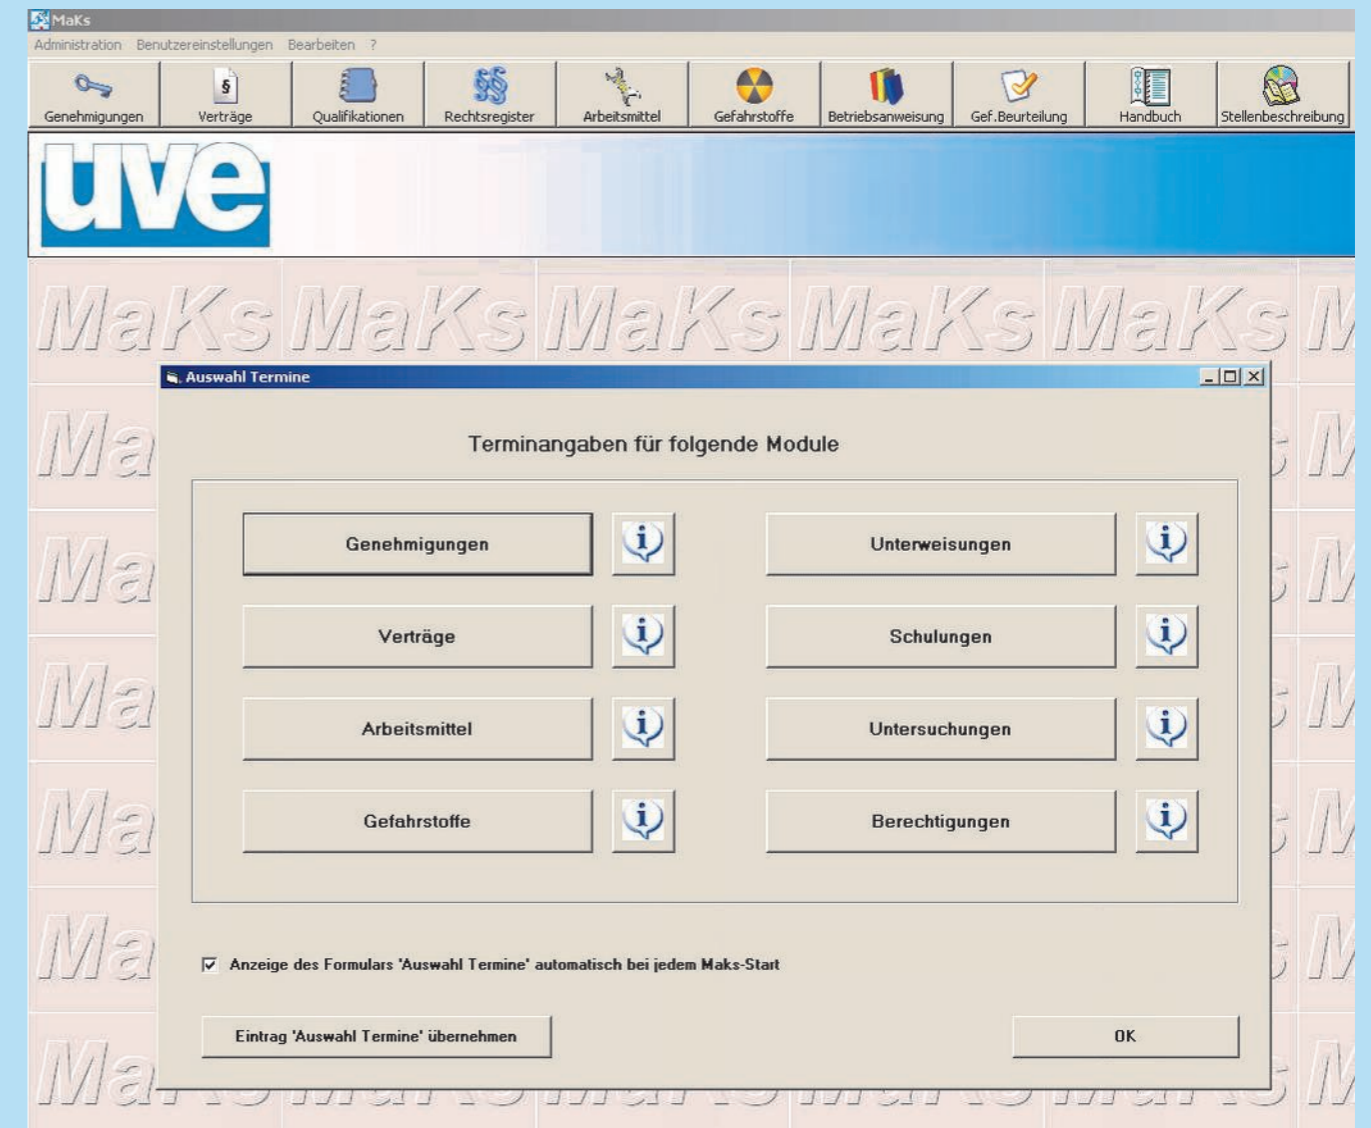 MaKs
Administration Benutzereinstellungen Bearbeiten ?
Genehmigungen Verträge Qualifikationen Rechtsregister Arbeitsmittel Gefahrstoffe Betriebsanweisung Gef.Beurteilung Handbuch Stellenbeschreibung
uve
MaKs MaKs MaKs MaKs MaKs M
Auswahl Termine
Terminangaben für folgende Module
Genehmigungen Unterweisungen
Verträge Schulungen
Arbeitsmittel Untersuchungen
Gefahrstoffe Berechtigungen
Anzeige des Formulars 'Auswahl Termine' automatisch bei jedem Maks-Start
Eintrag 'Auswahl Termine' übernehmen OK